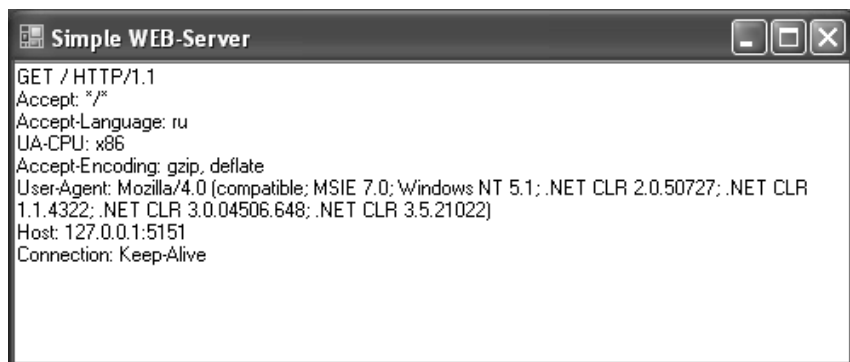 Simple WEB-Server
GET / HTTP/1.1
Accept: */*
Accept-Language: ru
UA-CPU: x86
Accept-Encoding: gzip, deflate
User-Agent: Mozilla/4.0 (compatible; MSIE 7.0; Windows NT 5.1; .NET CLR 2.0.50727; .NET CLR
1.1.4322; .NET CLR 3.0.04506.648; .NET CLR 3.5.21022)
Host: 127.0.0.1:5151
Connection: Keep-Alive